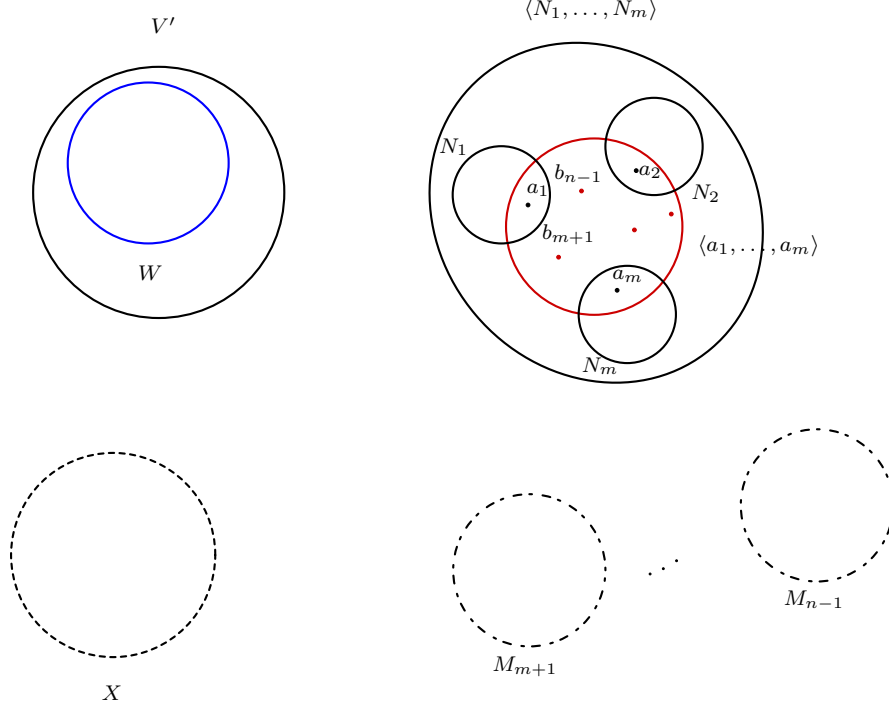 ⟨N₁, . . . , Nₘ⟩
V′
N₁
a₁
bₙ₋₁
a₂
N₂
bₘ₊₁
⟨a₁, . . . , aₘ⟩
W
aₘ
Nₘ
Mₙ₋₁
Mₘ₊₁
X